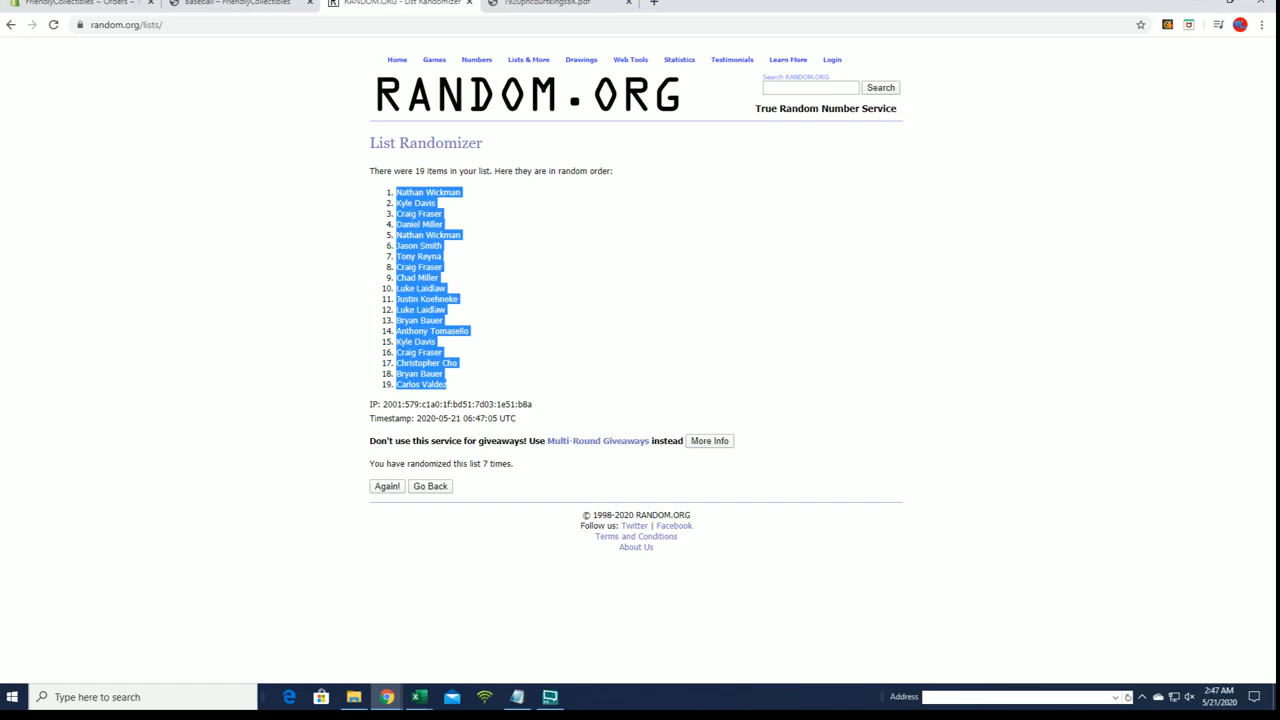 FriendlyCollectibles ~ Orders ~
Baseball – FriendlyCollectibles
RANDOM.ORG - List Randomizer
random.org/lists/
Home Games Numbers Lists & More Drawings Web Tools Statistics Testimonials Learn More Login
Search RANDOM.ORG
RANDOM.ORG
Search
True Random Number Service
List Randomizer
There were 19 items in your list. Here they are in random order:
1. Nathan Wickman
2. Kyle Davis
3. Craig Fraser
4. Daniel Miller
5. Nathan Wickman
6. Jason Smith
7. Tony Reyna
8. Craig Fraser
9. Chad Miller
10. Luke Laidlaw
11. Justin Koehneke
12. Luke Laidlaw
13. Bryan Bauer
14. Anthony Tomasello
15. Kyle Davis
16. Craig Fraser
17. Christopher Cho
18. Bryan Bauer
19. Carlos Valdez
IP: 2001:579:c1a0:1f:bd51:7d03:1e51:b8a
Timestamp: 2020-05-21 06:47:05 UTC
Don't use this service for giveaways! Use Multi-Round Giveaways instead More Info
You have randomized this list 7 times.
Again! Go Back
© 1998-2020 RANDOM.ORG
Follow us: Twitter | Facebook
Terms and Conditions
About Us
Type here to search
Address
2:47 AM
5/21/2020